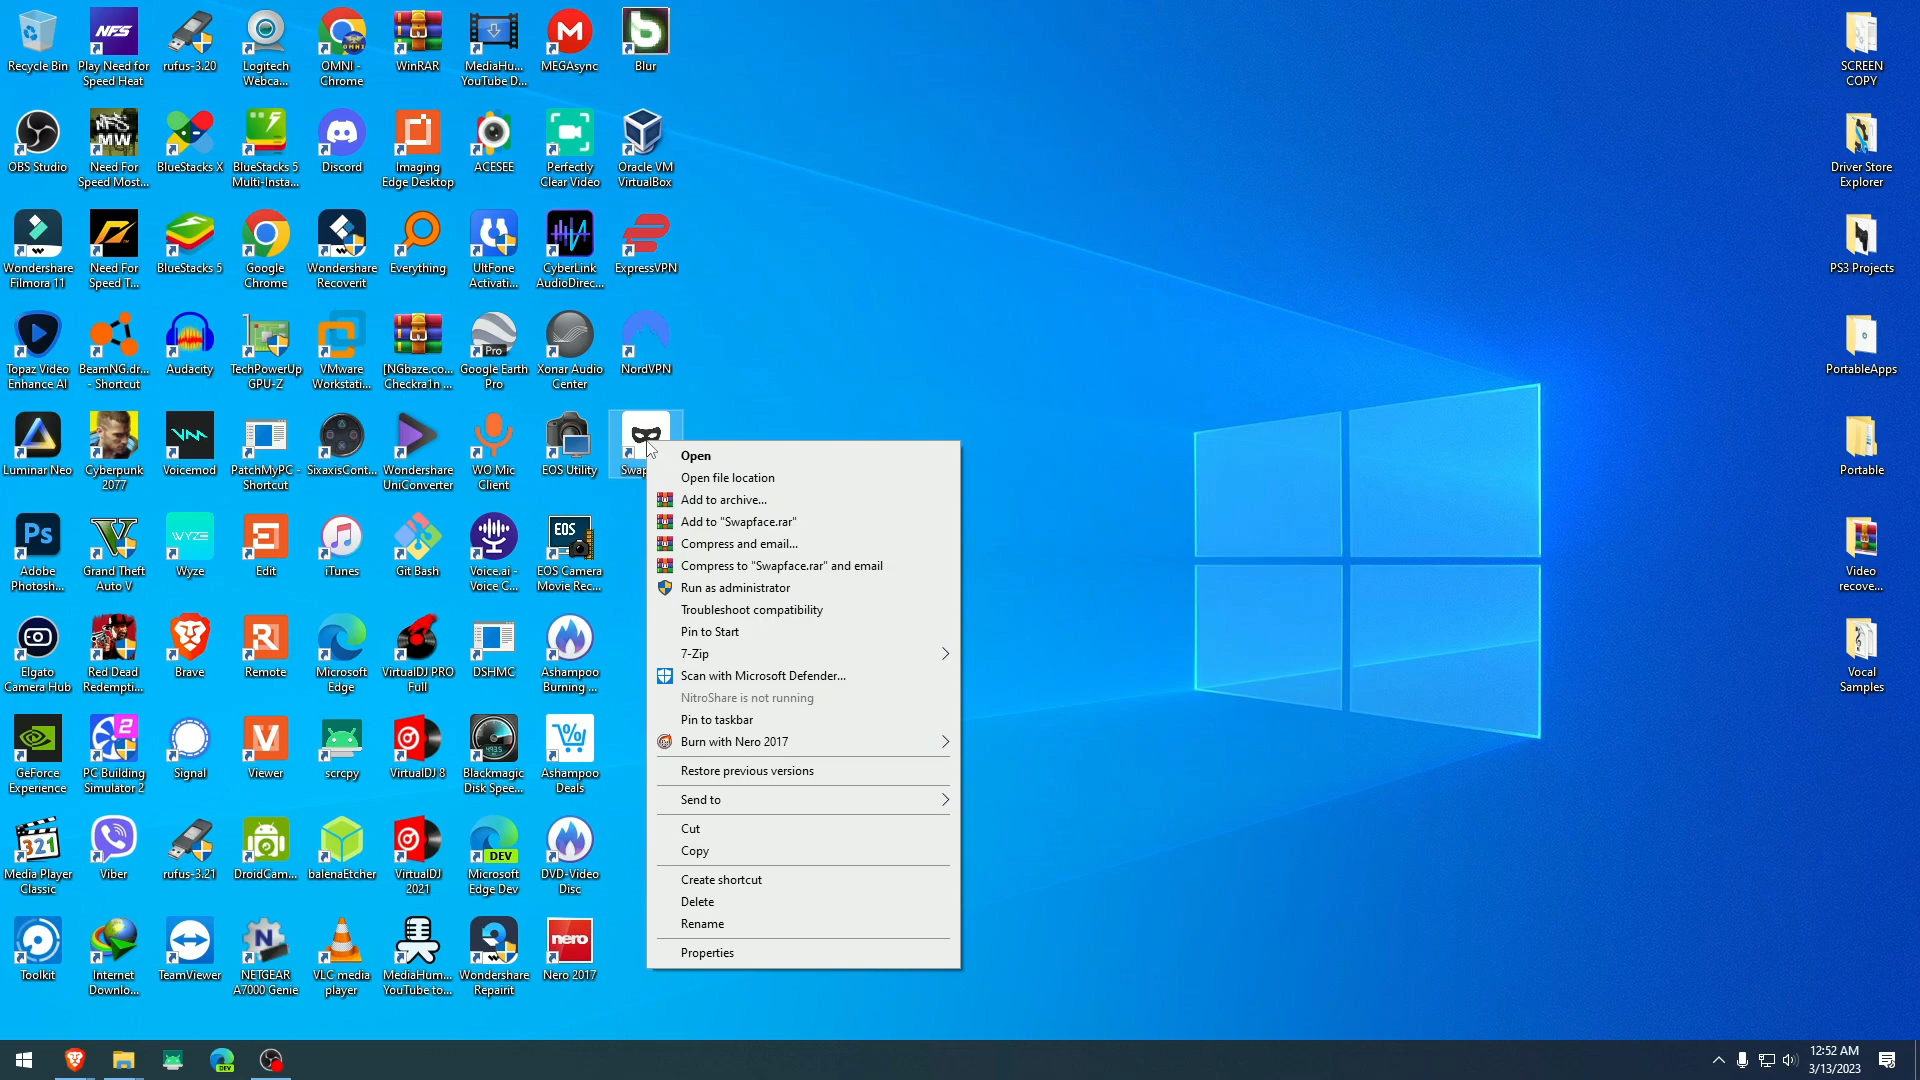 Recycle Bin
Play Need for
Speed Heat
rufus-3.20
Logitech
Webca...
OMNI -
Chrome
WinRAR
MediaHu...
YouTube D...
MEGAsync
Blur
SCREEN
COPY
OBS Studio
Need For
Speed Most...
BlueStacks X
BlueStacks 5
Multi-Insta...
Discord
Imaging
Edge Desktop
ACESEE
Perfectly
Clear Video
Oracle VM
VirtualBox
Driver Store
Explorer
Wondershare
Filmora 11
Need For
Speed T...
BlueStacks 5
Google
Chrome
Wondershare
Recoverit
Everything
UltFone
Activati...
CyberLink
AudioDirec...
ExpressVPN
PS3 Projects
Topaz Video
Enhance AI
BeamNG.dr...
- Shortcut
Audacity
TechPowerUp
GPU-Z
VMware
Workstati...
[NGbaze.co...
Checkra1n ...
Google Earth
Pro
Xonar Audio
Center
NordVPN
PortableApps
Luminar Neo
Cyberpunk
2077
Voicemod
PatchMyPC -
Shortcut
SixaxisCont...
Wondershare
UniConverter
WO Mic
Client
EOS Utility
Swap
Portable
Adobe
Photosh...
Grand Theft
Auto V
Wyze
Edit
iTunes
Git Bash
Voice.ai -
Voice C...
EOS Camera
Movie Rec...
Video
recove...
Elgato
Camera Hub
Red Dead
Redempti...
Brave
Remote
Microsoft
Edge
VirtualDJ PRO
Full
DSHMC
Ashampoo
Burning ...
Vocal
Samples
GeForce
Experience
PC Building
Simulator 2
Signal
Viewer
scrcpy
VirtualDJ 8
Blackmagic
Disk Spee...
Ashampoo
Deals
Media Player
Classic
Viber
rufus-3.21
DroidCam...
balenaEtcher
VirtualDJ
2021
Microsoft
Edge Dev
DVD-Video
Disc
Toolkit
Internet
Downlo...
TeamViewer
NETGEAR
A7000 Genie
VLC media
player
MediaHum...
YouTube to...
Wondershare
Repairit
Nero 2017
Open
Open file location
Add to archive...
Add to "Swapface.rar"
Compress and email...
Compress to "Swapface.rar" and email
Run as administrator
Troubleshoot compatibility
Pin to Start
7-Zip
Scan with Microsoft Defender...
NitroShare is not running
Pin to taskbar
Burn with Nero 2017
Restore previous versions
Send to
Cut
Copy
Create shortcut
Delete
Rename
Properties
12:52 AM
3/13/2023